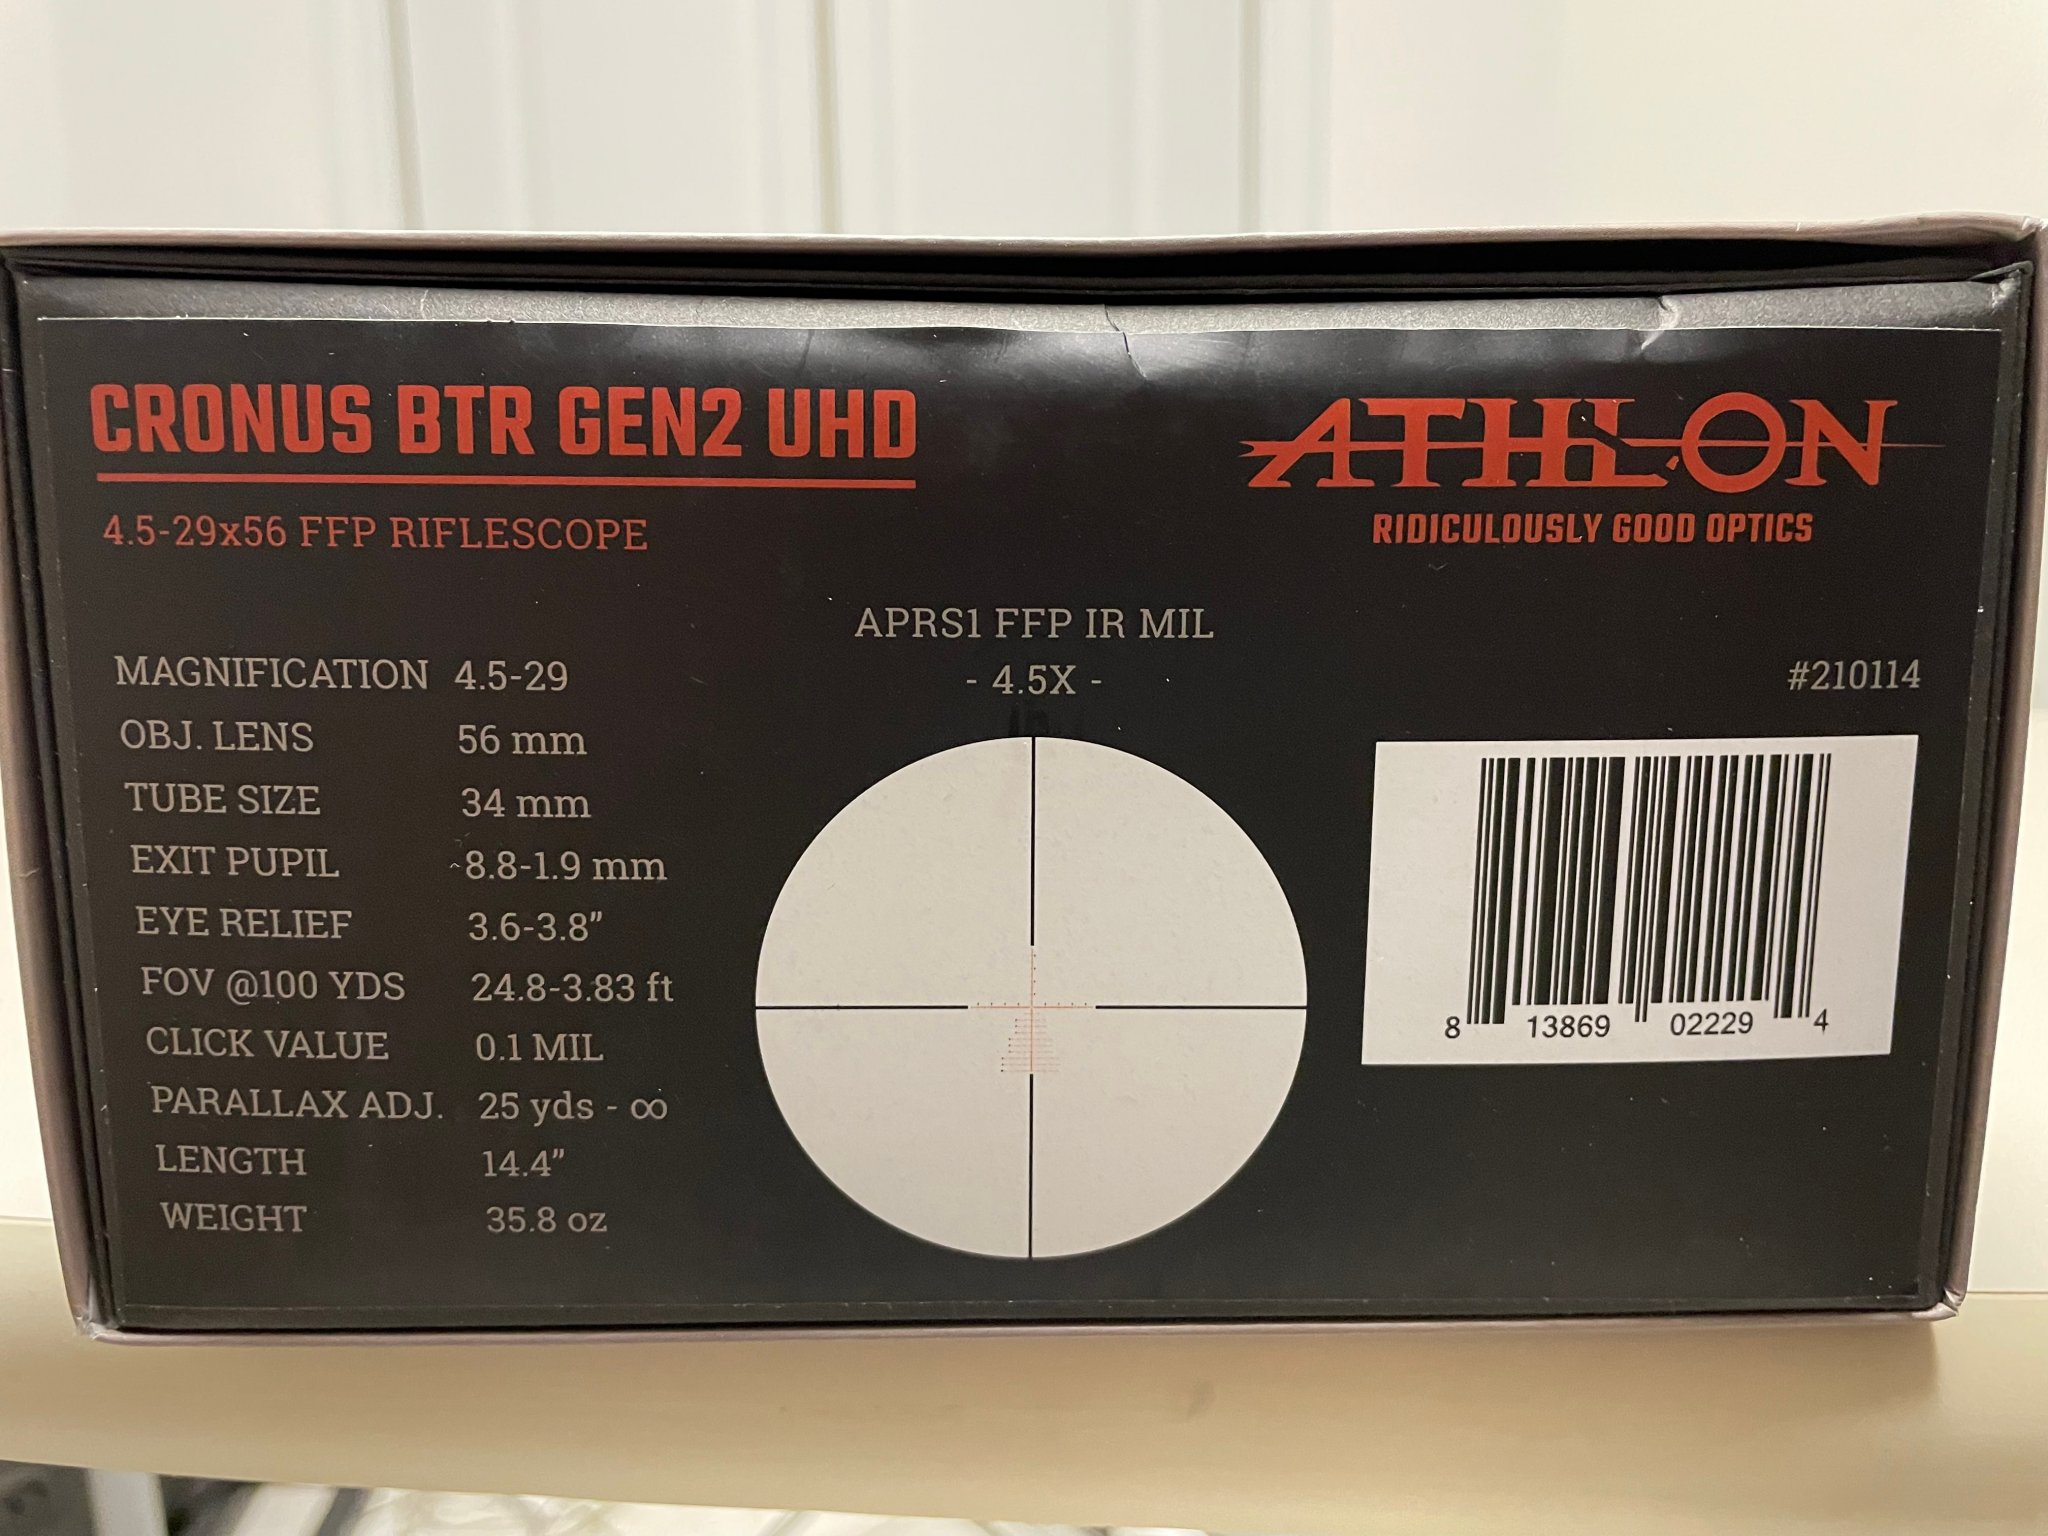 CRONUS BTR GEN2 UHD
4.5-29x56 FFP RIFLESCOPE
ATHLON
RIDICULOUSLY GOOD OPTICS
MAGNIFICATION 4.5-29
OBJ. LENS 56 mm
TUBE SIZE 34 mm
EXIT PUPIL ~8.8-1.9 mm
EYE RELIEF 3.6-3.8”
FOV @100 YDS 24.8-3.83 ft
CLICK VALUE 0.1 MIL
PARALLAX ADJ. 25 yds - ∞
LENGTH 14.4”
WEIGHT 35.8 oz
APRS1 FFP IR MIL
- 4.5X -
#210114
8 13869 02229 4